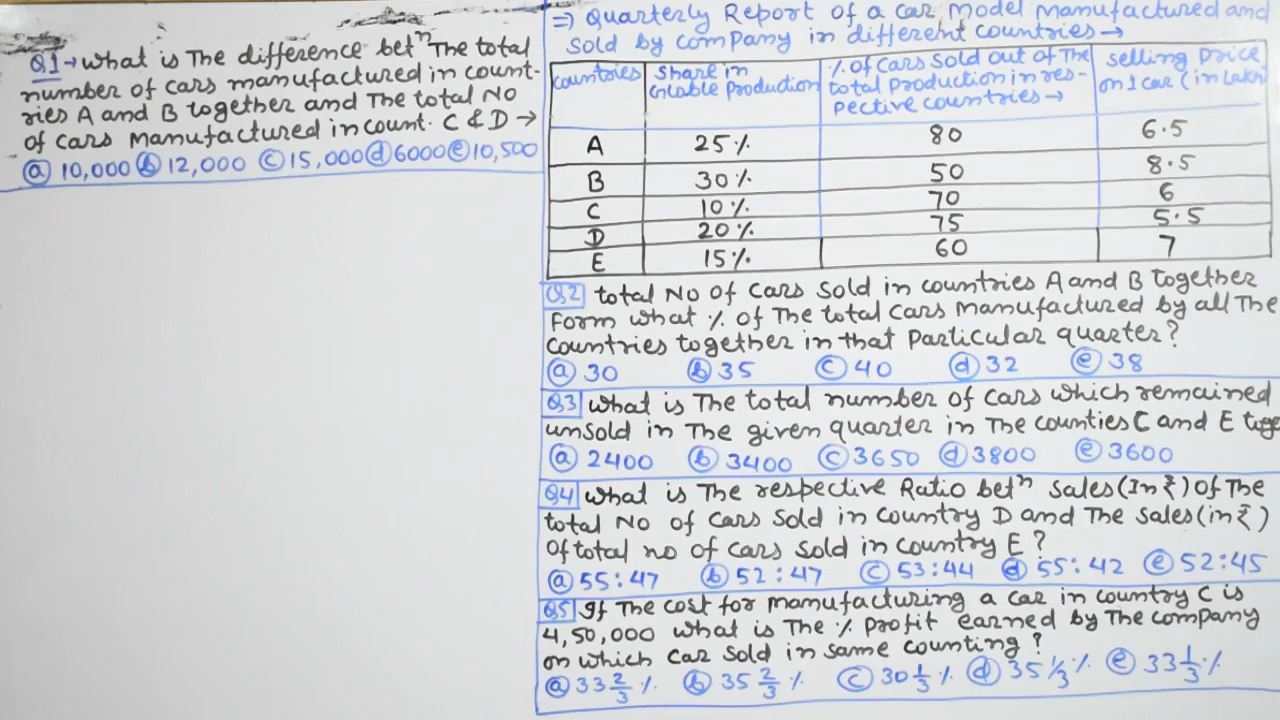 Q1→ What is The difference betⁿ The total
number of cars manufactured in count-
ries A and B together and The total No
of cars manufactured in count. C & D →
ⓐ 10,000 ⓑ 12,000 ⓒ 15,000 ⓓ 6000 ⓔ 10,500
⇒ Quarterly Report of a car Model Manufactured and
sold by company in different countries →
countries share in % of cars sold out of The selling price
Production total Production in res- on 1 car (in Lakh
pective countries →
A 25% 80 6.5
B 30% 50 8.5
C 10% 70 6
D 20% 75 5.5
E 15% 60 7
Q2 total No of cars sold in countries A and B together
Form what % of The total cars manufactured by all The
countries together in that particular quarter?
ⓐ 30 ⓑ 35 ⓒ 40 ⓓ 32 ⓔ 38
Q3 what is The total number of cars which remained
unsold in The given quarter in The counties C and E toge
ⓐ 2400 ⓑ 3400 ⓒ 3650 ⓓ 3800 ⓔ 3600
Q4 what is The respective Ratio betⁿ sales (In ₹) of The
total No of cars sold in country D and The sales (in ₹)
of total no of cars sold in country E?
ⓐ 55:47 ⓑ 52:47 ⓒ 53:44 ⓓ 55:42 ⓔ 52:45
Q5 If The cost for manufacturing a car in country C is
4,50,000 what is The % profit earned by The company
on which car sold in same counting?
ⓐ 33 2/3 % ⓑ 35 2/3 % ⓒ 30 1/3 % ⓓ 35 1/3 % ⓔ 33 1/3 %